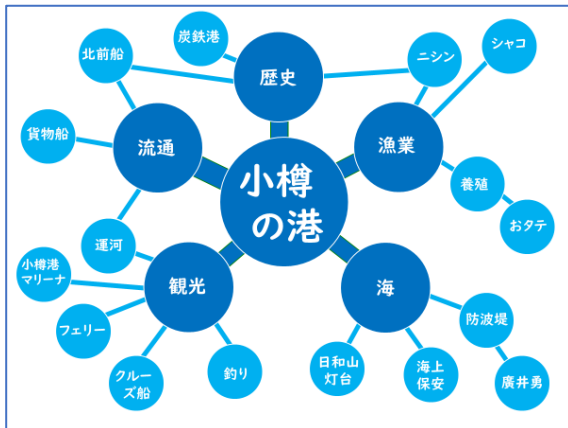 炭鉄港
北前船
歴史
ニシン
シャコ
貨物船
流通
漁業
養殖
おタテ
小樽
の港
運河
小樽港
マリーナ
観光
海
フェリー
クルー
ズ船
釣り
日和山
灯台
海上
保安
防波堤
廣井勇